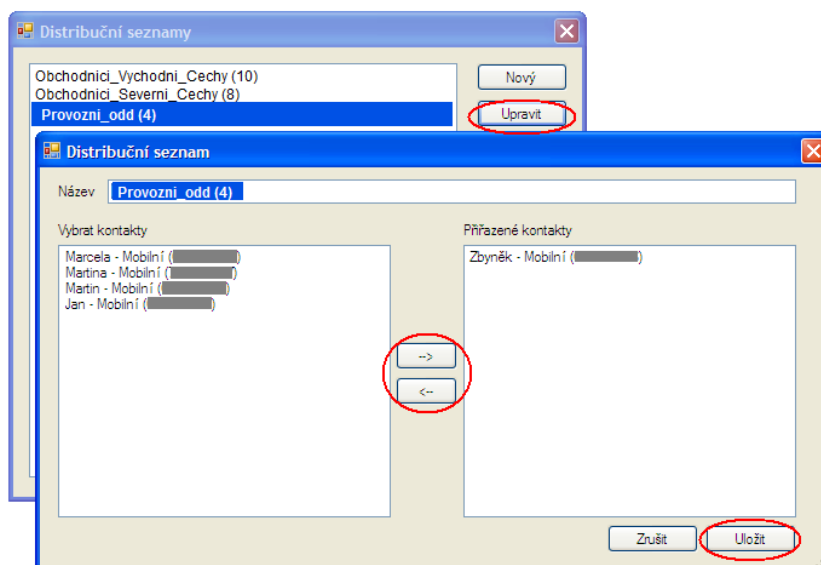 Distribuční seznamy
Obchodnici_Vychodni_Cechy (10)
Obchodnici_Severni_Cechy (8)
Provozni_odd (4)
Nový
Upravit
Distribuční seznam
Název Provozni_odd (4)
Vybrat kontakty
Marcela - Mobilní ( )
Martina - Mobilní ( )
Martin - Mobilní ( )
Jan - Mobilní ( )
-->
<--
Přiřazené kontakty
Zbyněk - Mobilní ( )
Zrušit
Uložit